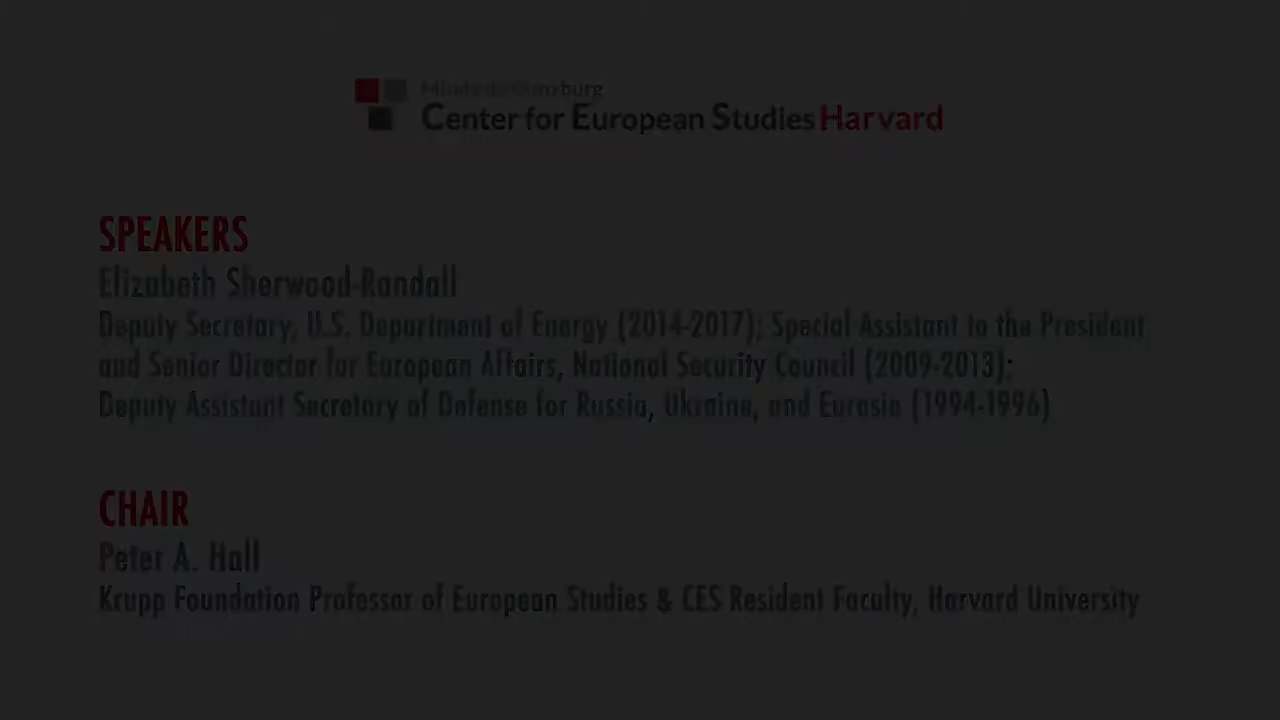 Minda de Gunzburg
Center for European Studies Harvard
SPEAKERS
Elizabeth Sherwood-Randall
Deputy Secretary, U.S. Department of Energy (2014-2017); Special Assistant to the President
and Senior Director for European Affairs, National Security Council (2009-2013);
Deputy Assistant Secretary of Defense for Russia, Ukraine, and Eurasia (1994-1996)
CHAIR
Peter A. Hall
Krupp Foundation Professor of European Studies & CES Resident Faculty, Harvard University